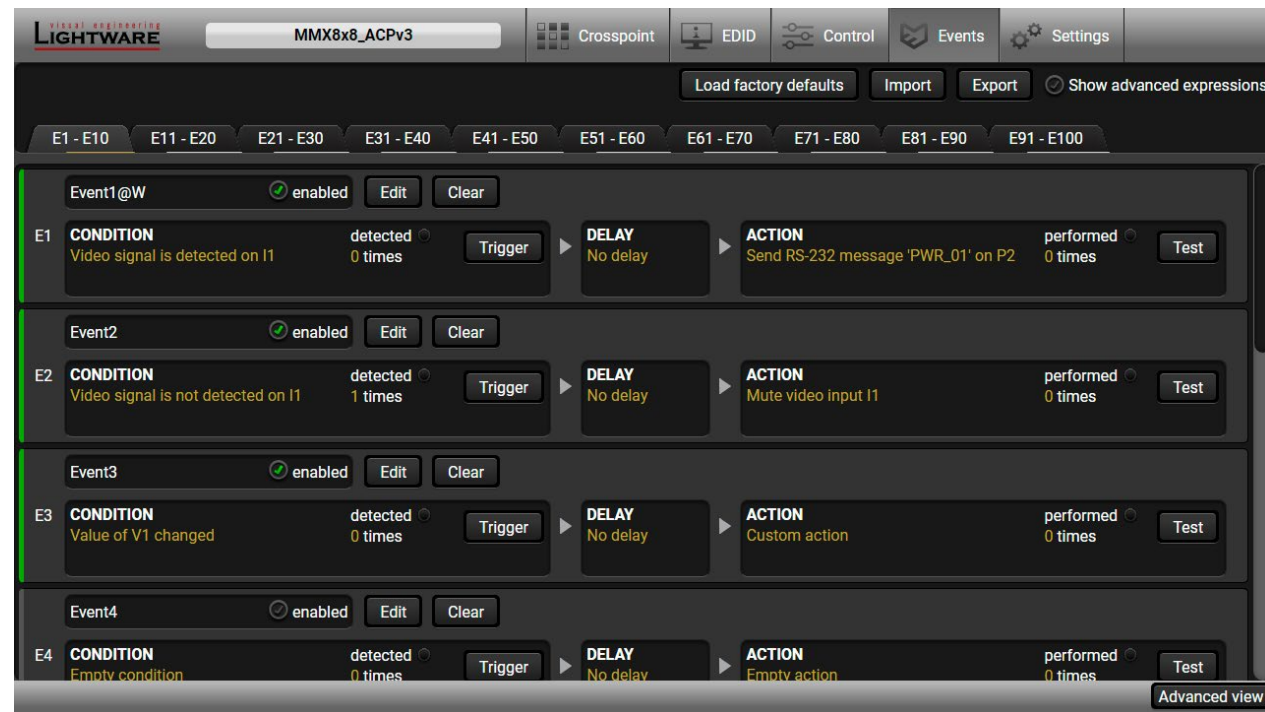 visual engineering
LIGHTWARE
MMX8x8_ACPv3
Crosspoint
EDID
Control
Events
Settings
Load factory defaults
Import
Export
Show advanced expressions
E1 - E10
E11 - E20
E21 - E30
E31 - E40
E41 - E50
E51 - E60
E61 - E70
E71 - E80
E81 - E90
E91 - E100
Event1@W
enabled
Edit
Clear
E1
CONDITION
Video signal is detected on I1
detected
0 times
Trigger
DELAY
No delay
ACTION
Send RS-232 message 'PWR_01' on P2
performed
0 times
Test
Event2
enabled
Edit
Clear
E2
CONDITION
Video signal is not detected on I1
detected
1 times
Trigger
DELAY
No delay
ACTION
Mute video input I1
performed
0 times
Test
Event3
enabled
Edit
Clear
E3
CONDITION
Value of V1 changed
detected
0 times
Trigger
DELAY
No delay
ACTION
Custom action
performed
0 times
Test
Event4
enabled
Edit
Clear
E4
CONDITION
Empty condition
detected
0 times
Trigger
DELAY
No delay
ACTION
Empty action
performed
0 times
Test
Advanced view